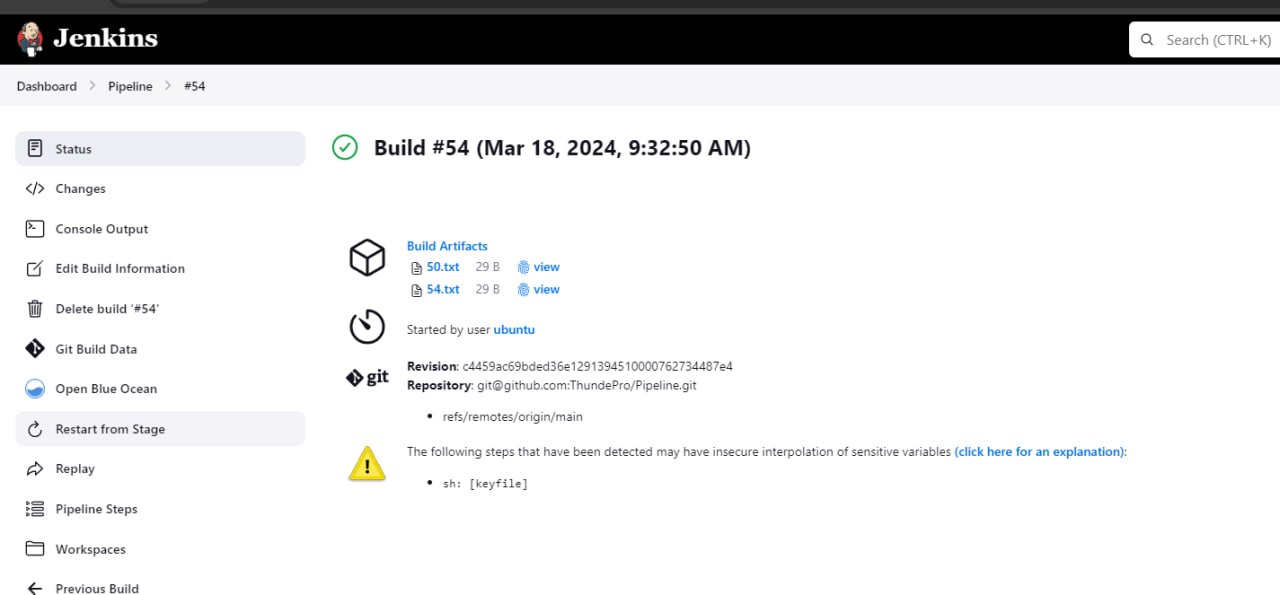 Jenkins
Search (CTRL+K)
Dashboard > Pipeline > #54
Status
Changes
Console Output
Edit Build Information
Delete build ‘#54’
Git Build Data
Open Blue Ocean
Restart from Stage
Replay
Pipeline Steps
Workspaces
Previous Build
Build #54 (Mar 18, 2024, 9:32:50 AM)
Build Artifacts
50.txt 29 B view
54.txt 29 B view
Started by user ubuntu
git
Revision: c4459ac69bded36e1291394510000762734487e4
Repository: git@github.com:ThundePro/Pipeline.git
• refs/remotes/origin/main
The following steps that have been detected may have insecure interpolation of sensitive variables (click here for an explanation):
• sh: [keyfile]